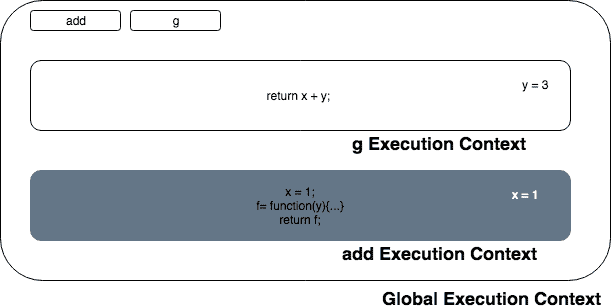 add
g
return x + y;
y = 3
g Execution Context
x = 1;
f= function(y){...}
return f;
x = 1
add Execution Context
Global Execution Context